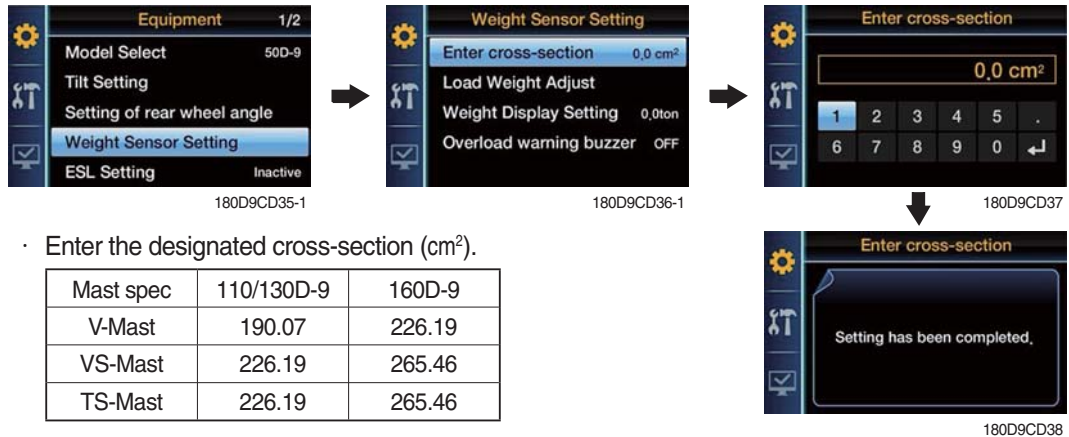 Equipment 1/2
Model Select 50D-9
Tilt Setting
Setting of rear wheel angle
Weight Sensor Setting
ESL Setting Inactive
180D9CD35-1
Weight Sensor Setting
Enter cross-section 0.0 cm²
Load Weight Adjust
Weight Display Setting 0.0ton
Overload warning buzzer OFF
180D9CD36-1
Enter cross-section
0.0 cm²
1 2 3 4 5 .
6 7 8 9 0 ↵
180D9CD37
Enter cross-section
Setting has been completed.
180D9CD38
· Enter the designated cross-section (cm²).
Mast spec 110/130D-9 160D-9
V-Mast 190.07 226.19
VS-Mast 226.19 265.46
TS-Mast 226.19 265.46